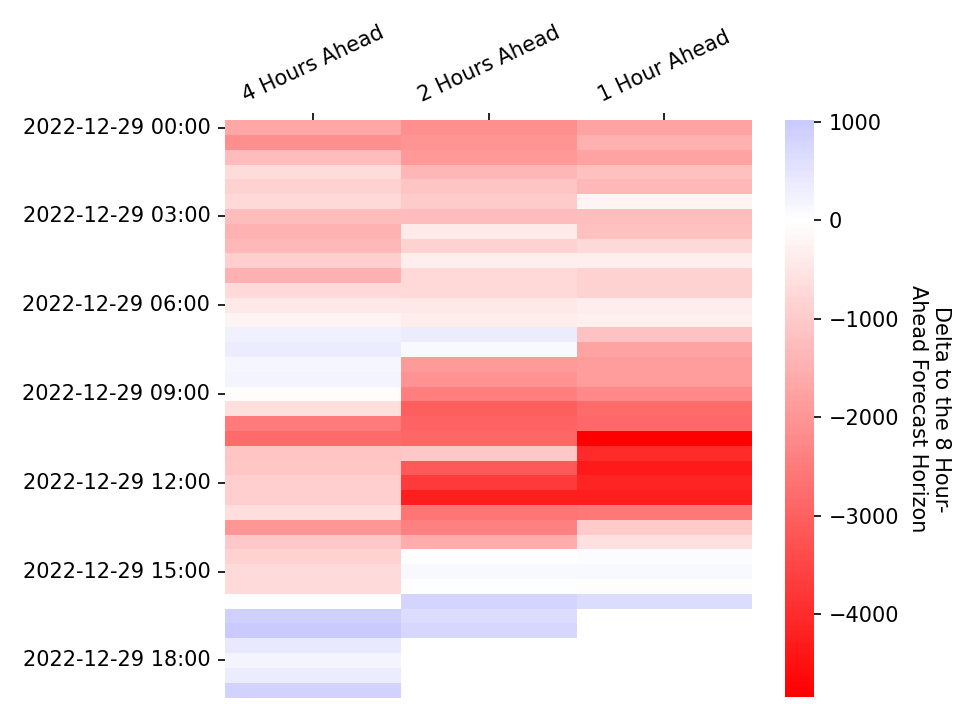 4 Hours Ahead
2 Hours Ahead
1 Hour Ahead
2022-12-29 00:00
2022-12-29 03:00
2022-12-29 06:00
2022-12-29 09:00
2022-12-29 12:00
2022-12-29 15:00
2022-12-29 18:00
1000
0
−1000
−2000
−3000
−4000
Delta to the 8 Hour-
Ahead Forecast Horizon